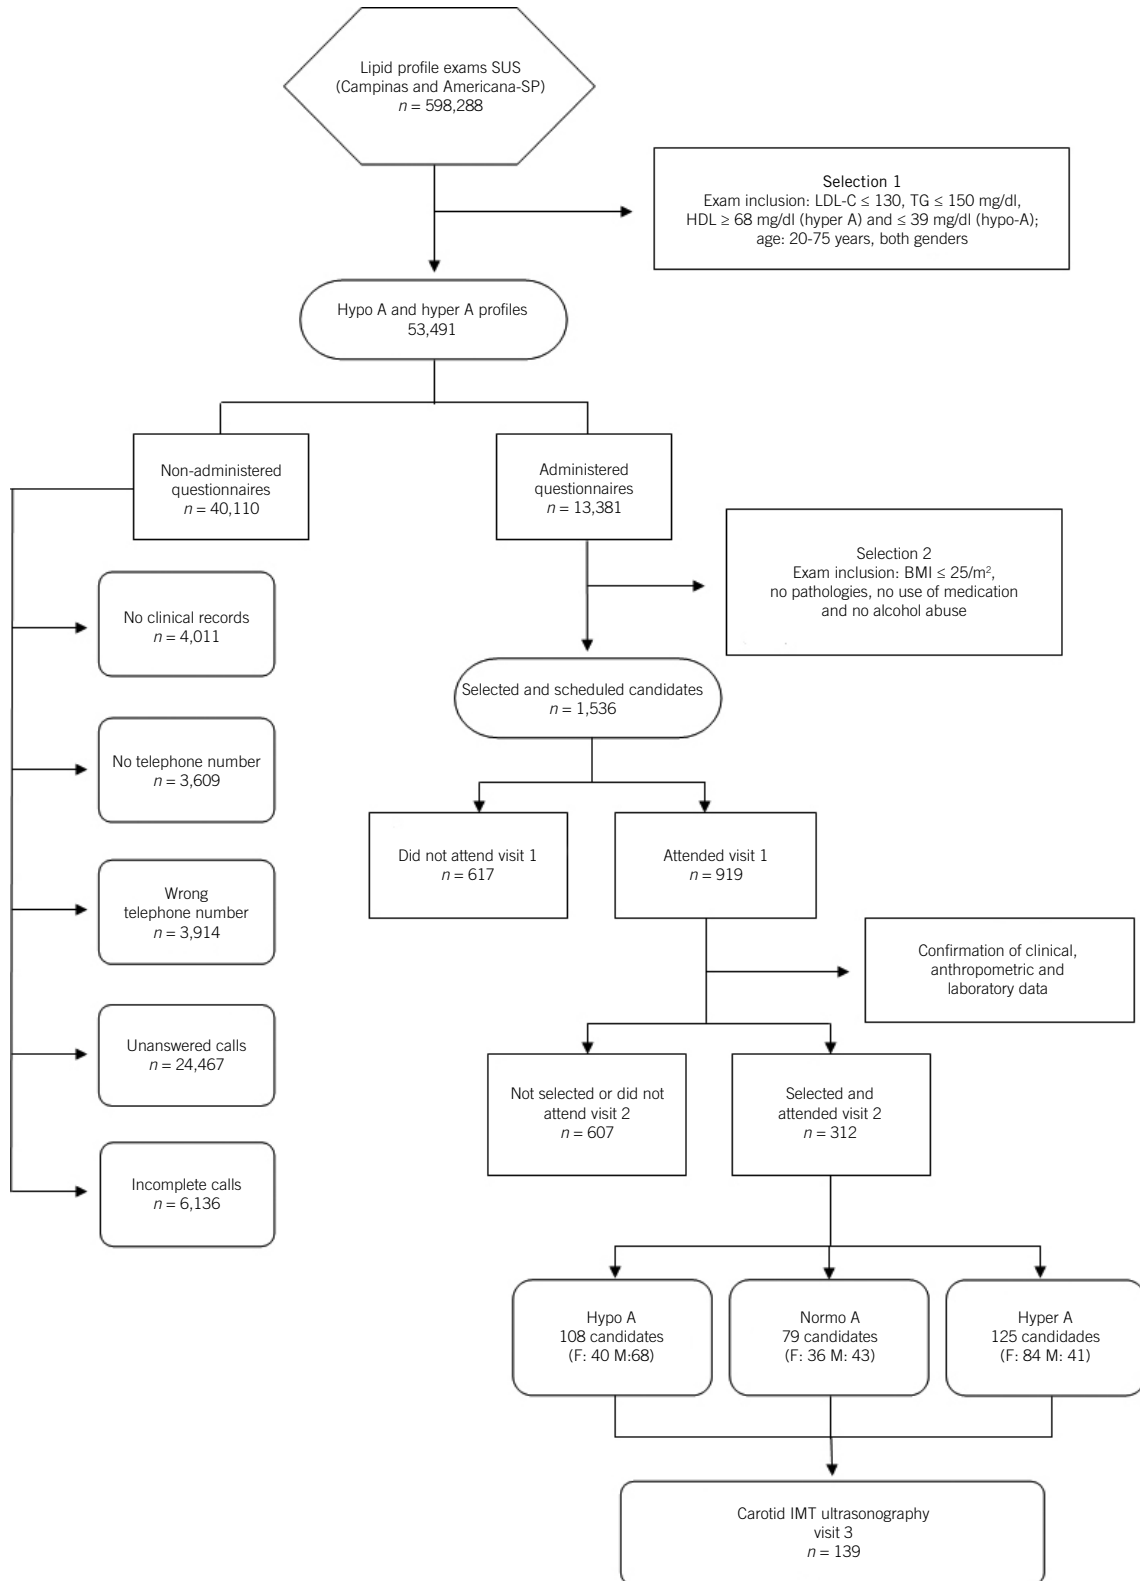 Lipid profile exams SUS
(Campinas and Americana-SP)
n = 598,288
Selection 1
Exam inclusion: LDL-C ≤ 130, TG ≤ 150 mg/dl,
HDL ≥ 68 mg/dl (hyper A) and ≤ 39 mg/dl (hypo-A);
age: 20-75 years, both genders
Hypo A and hyper A profiles
53,491
Non-administered
questionnaires
n = 40,110
Administered
questionnaires
n = 13,381
Selection 2
Exam inclusion: BMI ≤ 25/m²,
no pathologies, no use of medication
and no alcohol abuse
No clinical records
n = 4,011
Selected and scheduled candidates
n = 1,536
No telephone number
n = 3,609
Did not attend visit 1
n = 617
Attended visit 1
n = 919
Wrong
telephone number
n = 3,914
Confirmation of clinical,
anthropometric and
laboratory data
Unanswered calls
n = 24,467
Not selected or did not
attend visit 2
n = 607
Selected and
attended visit 2
n = 312
Incomplete calls
n = 6,136
Hypo A
108 candidates
(F: 40 M:68)
Normo A
79 candidates
(F: 36 M: 43)
Hyper A
125 candidades
(F: 84 M: 41)
Carotid IMT ultrasonography
visit 3
n = 139